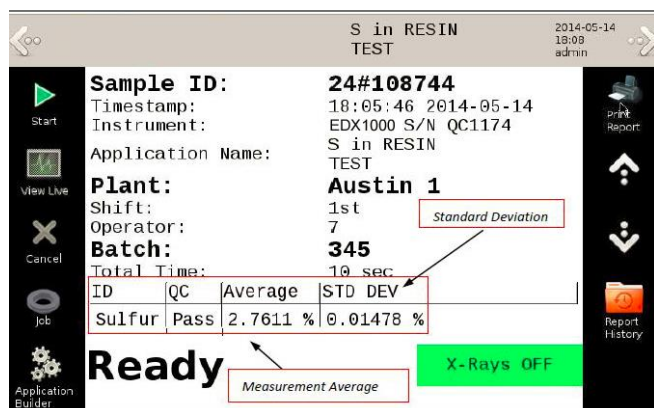 S in RESIN
TEST
2014-05-14
18:08
admin
Start
View Live
Cancel
Job
Application
Builder
Sample ID: 24#108744
Timestamp: 18:05:46 2014-05-14
Instrument: EDX1000 S/N QC1174
Application Name: S in RESIN
TEST
Plant: Austin 1
Shift: 1st
Operator: 7
Batch: 345
Total Time: 10 sec
Standard Deviation
ID QC Average STD DEV
Sulfur Pass 2.7611 % 0.01478 %
Ready
Measurement Average
X-Rays OFF
Print
Report
Report
History